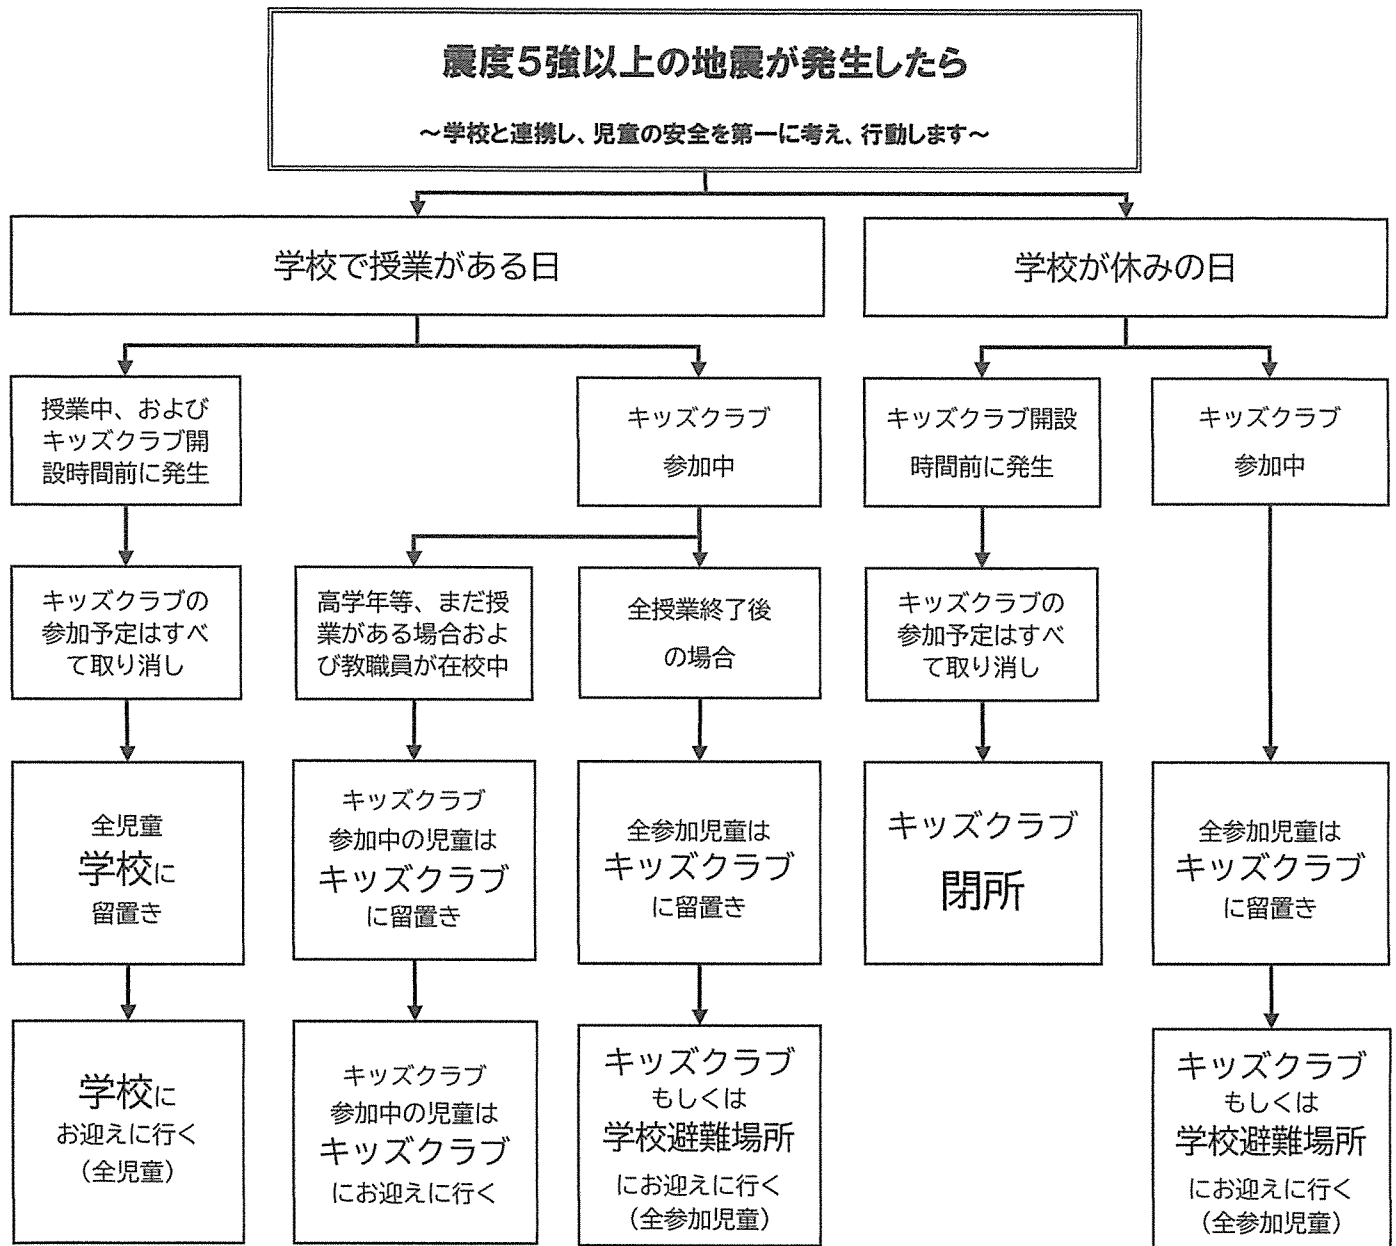 震度5強以上の地震が発生したら
～学校と連携し、児童の安全を第一に考え、行動します～
学校で授業がある日
学校が休みの日
授業中、および
キッズクラブ開
設時間前に発生
キッズクラブ
参加中
キッズクラブ開設
時間前に発生
キッズクラブ
参加中
キッズクラブの
参加予定はすべ
て取り消し
高学年等、まだ授
業がある場合およ
び教職員が在校中
全授業終了後
の場合
キッズクラブの
参加予定はすべ
て取り消し
全児童
学校に
留置き
キッズクラブ
参加中の児童は
キッズクラブ
に留置き
全参加児童は
キッズクラブ
に留置き
キッズクラブ
閉所
全参加児童は
キッズクラブ
に留置き
学校に
お迎えに行く
（全児童）
キッズクラブ
参加中の児童は
キッズクラブ
にお迎えに行く
キッズクラブ
もしくは
学校避難場所
にお迎えに行く
（全参加児童）
キッズクラブ
もしくは
学校避難場所
にお迎えに行く
（全参加児童）